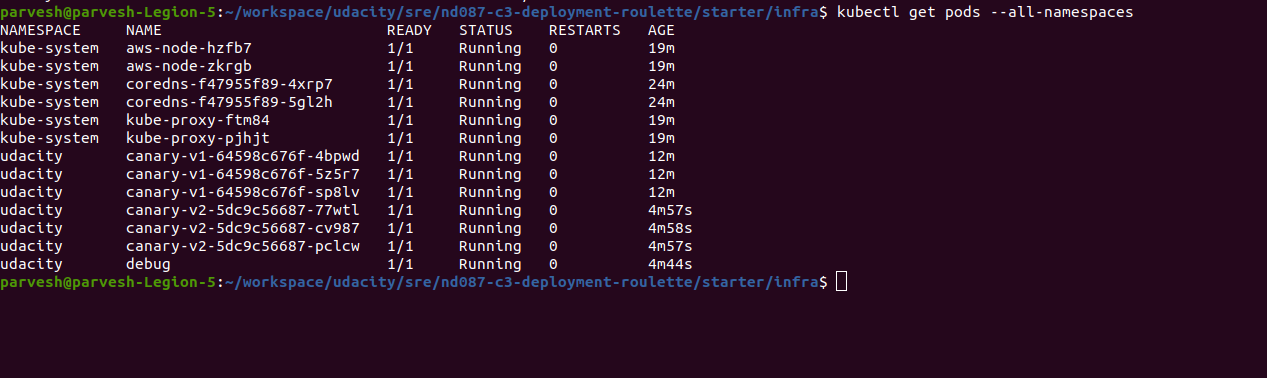 parvesh@parvesh-Legion-5:~/workspace/udacity/sre/nd087-c3-deployment-roulette/starter/infra$ kubectl get pods --all-namespaces
NAMESPACE     NAME                         READY   STATUS    RESTARTS   AGE
kube-system   aws-node-hzfb7               1/1     Running   0          19m
kube-system   aws-node-zkrgb               1/1     Running   0          19m
kube-system   coredns-f47955f89-4xrp7      1/1     Running   0          24m
kube-system   coredns-f47955f89-5gl2h      1/1     Running   0          24m
kube-system   kube-proxy-ftm84             1/1     Running   0          19m
kube-system   kube-proxy-pjhjt             1/1     Running   0          19m
udacity       canary-v1-64598c676f-4bpwd   1/1     Running   0          12m
udacity       canary-v1-64598c676f-5z5r7   1/1     Running   0          12m
udacity       canary-v1-64598c676f-sp8lv   1/1     Running   0          12m
udacity       canary-v2-5dc9c56687-77wtl   1/1     Running   0          4m57s
udacity       canary-v2-5dc9c56687-cv987   1/1     Running   0          4m58s
udacity       canary-v2-5dc9c56687-pclcw   1/1     Running   0          4m57s
udacity       debug                        1/1     Running   0          4m44s
parvesh@parvesh-Legion-5:~/workspace/udacity/sre/nd087-c3-deployment-roulette/starter/infra$